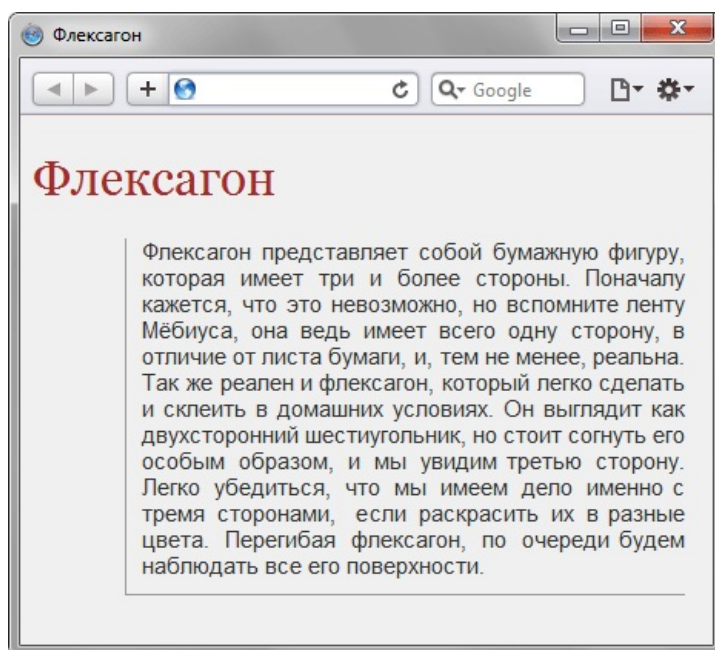 Флексагон
Google
Флексагон
Флексагон представляет собой бумажную фигуру,
которая имеет три и более стороны. Поначалу
кажется, что это невозможно, но вспомните ленту
Мёбиуса, она ведь имеет всего одну сторону, в
отличие от листа бумаги, и, тем не менее, реальна.
Так же реален и флексагон, который легко сделать
и склеить в домашних условиях. Он выглядит как
двухсторонний шестиугольник, но стоит согнуть его
особым образом, и мы увидим третью сторону.
Легко убедиться, что мы имеем дело именно с
тремя сторонами, если раскрасить их в разные
цвета. Перегибая флексагон, по очереди будем
наблюдать все его поверхности.